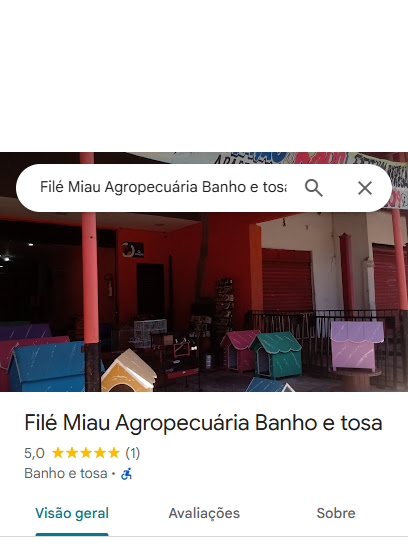 Filé Miau Agropecuária Banho e tosa
Filé Miau Agropecuária Banho e tosa
5,0 ★★★★★ (1)
Banho e tosa ·
Visão geral
Avaliações
Sobre